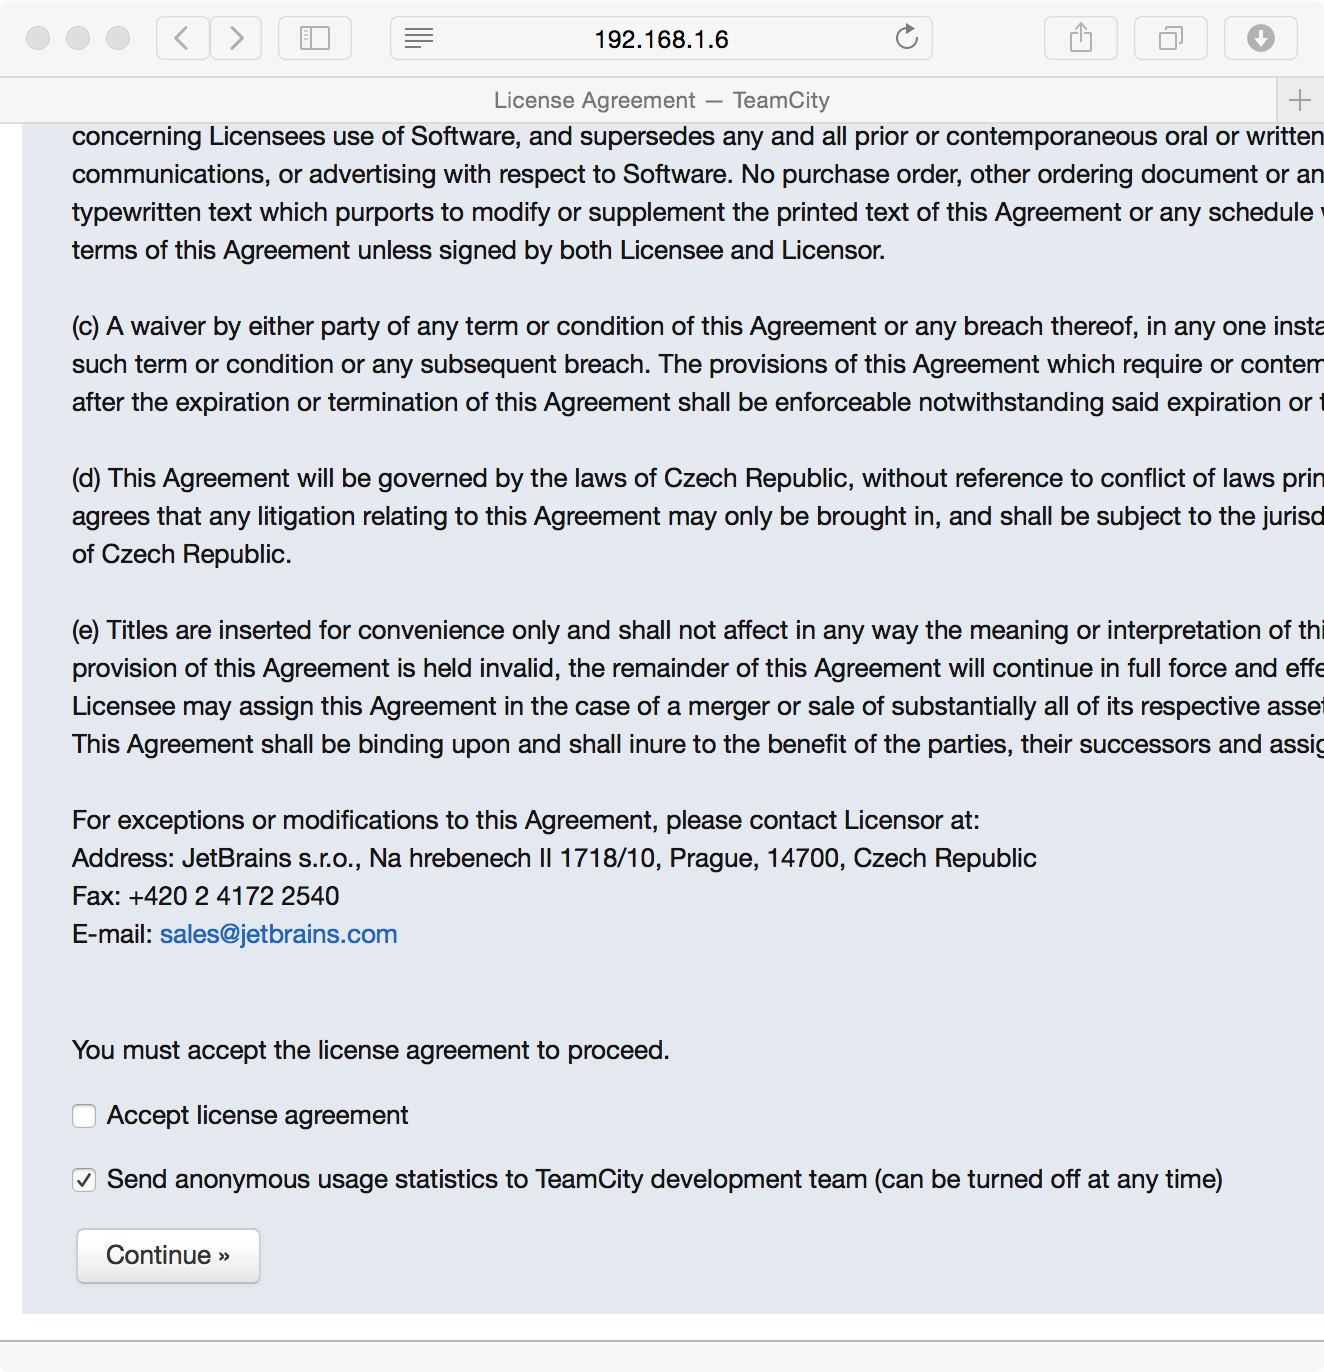 192.168.1.6
License Agreement — TeamCity
concerning Licensees use of Software, and supersedes any and all prior or contemporaneous oral or written
communications, or advertising with respect to Software. No purchase order, other ordering document or an
typewritten text which purports to modify or supplement the printed text of this Agreement or any schedule
terms of this Agreement unless signed by both Licensee and Licensor.
(c) A waiver by either party of any term or condition of this Agreement or any breach thereof, in any one insta
such term or condition or any subsequent breach. The provisions of this Agreement which require or contem
after the expiration or termination of this Agreement shall be enforceable notwithstanding said expiration or t
(d) This Agreement will be governed by the laws of Czech Republic, without reference to conflict of laws prin
agrees that any litigation relating to this Agreement may only be brought in, and shall be subject to the jurisd
of Czech Republic.
(e) Titles are inserted for convenience only and shall not affect in any way the meaning or interpretation of thi
provision of this Agreement is held invalid, the remainder of this Agreement will continue in full force and effe
Licensee may assign this Agreement in the case of a merger or sale of substantially all of its respective asset
This Agreement shall be binding upon and shall inure to the benefit of the parties, their successors and assig
For exceptions or modifications to this Agreement, please contact Licensor at:
Address: JetBrains s.r.o., Na hrebenech II 1718/10, Prague, 14700, Czech Republic
Fax: +420 2 4172 2540
E-mail: sales@jetbrains.com
You must accept the license agreement to proceed.
Accept license agreement
Send anonymous usage statistics to TeamCity development team (can be turned off at any time)
Continue »